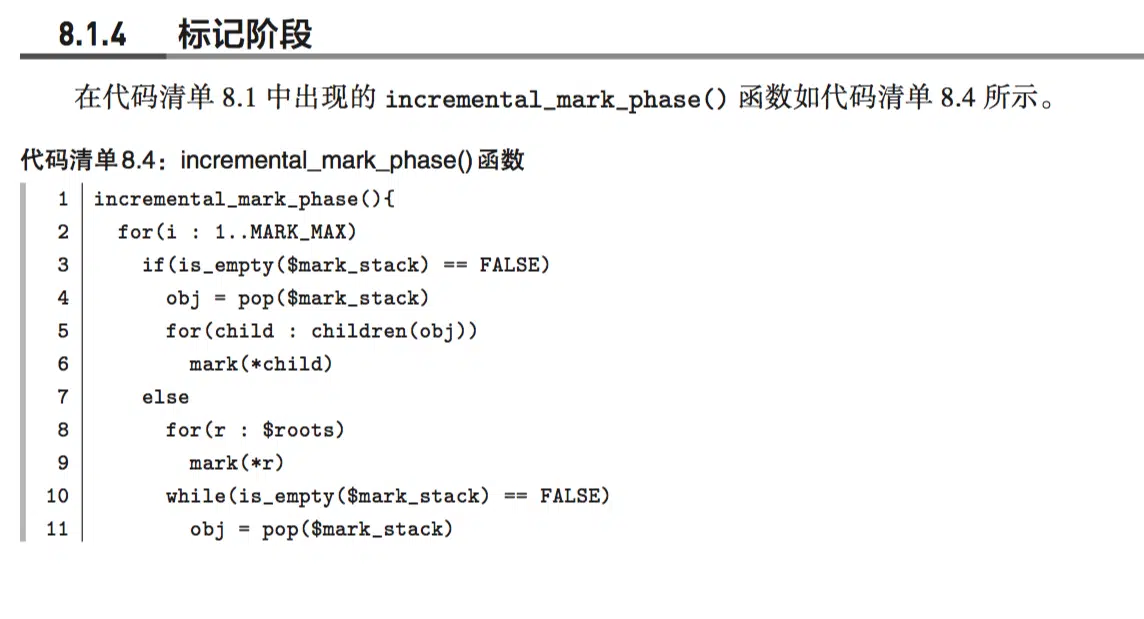 8.1.4 标记阶段
在代码清单 8.1 中出现的 incremental_mark_phase() 函数如代码清单 8.4 所示。
代码清单8.4：incremental_mark_phase()函数
1 incremental_mark_phase(){
2 for(i : 1..MARK_MAX)
3 if(is_empty($mark_stack) == FALSE)
4 obj = pop($mark_stack)
5 for(child : children(obj))
6 mark(*child)
7 else
8 for(r : $roots)
9 mark(*r)
10 while(is_empty($mark_stack) == FALSE)
11 obj = pop($mark_stack)